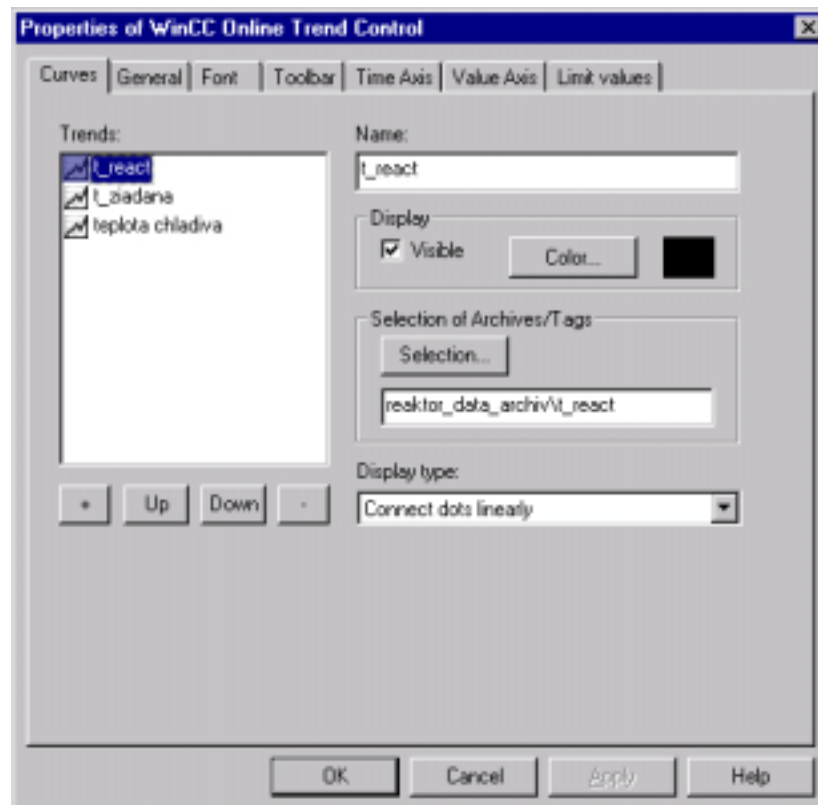 Properties of WinCC Online Trend Control
Curves General Font Toolbar Time Axis Value Axis Limit values
Trends:
t_react
t_ziadana
teplota chladiva
+ Up Down -
Name:
t_react
Display
Visible Color...
Selection of Archives/Tags
Selection...
reaktor_data_archiv\t_react
Display type:
Connect dots linearly
OK Cancel Apply Help